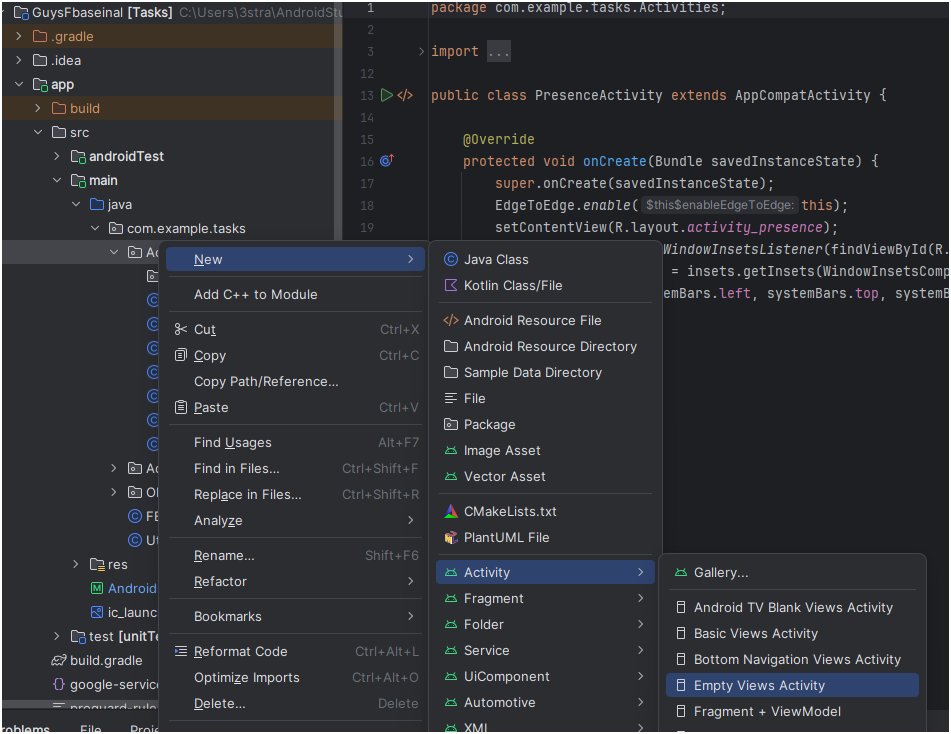 GuysFbaseinal [Tasks] C:\Users\3stra\AndroidStu
.gradle
.idea
app
build
src
androidTest
main
java
com.example.tasks
Ac
Ad
Ol
FE
Ut
res
Android
ic_launc
test [unitTe
build.gradle
google-service
proguard-rule
roblems File Proje
1 package com.example.tasks.Activities;
2
3 import ...
12
13 public class PresenceActivity extends AppCompatActivity {
14
15 @Override
16 protected void onCreate(Bundle savedInstanceState) {
17 super.onCreate(savedInstanceState);
18 EdgeToEdge.enable( $this$enableEdgeToEdge: this);
19 setContentView(R.layout.activity_presence);
WindowInsetsListener(findViewById(R.
= insets.getInsets(WindowInsetsComp
emBars.left, systemBars.top, systemB
New
Add C++ to Module
Cut Ctrl+X
Copy Ctrl+C
Copy Path/Reference...
Paste Ctrl+V
Find Usages Alt+F7
Find in Files... Ctrl+Shift+F
Replace in Files... Ctrl+Shift+R
Analyze
Rename... Shift+F6
Refactor
Bookmarks
Reformat Code Ctrl+Alt+L
Optimize Imports Ctrl+Alt+O
Delete... Delete
Java Class
Kotlin Class/File
Android Resource File
Android Resource Directory
Sample Data Directory
File
Package
Image Asset
Vector Asset
CMakeLists.txt
PlantUML File
Activity
Fragment
Folder
Service
UiComponent
Automotive
XML
Gallery...
Android TV Blank Views Activity
Basic Views Activity
Bottom Navigation Views Activity
Empty Views Activity
Fragment + ViewModel